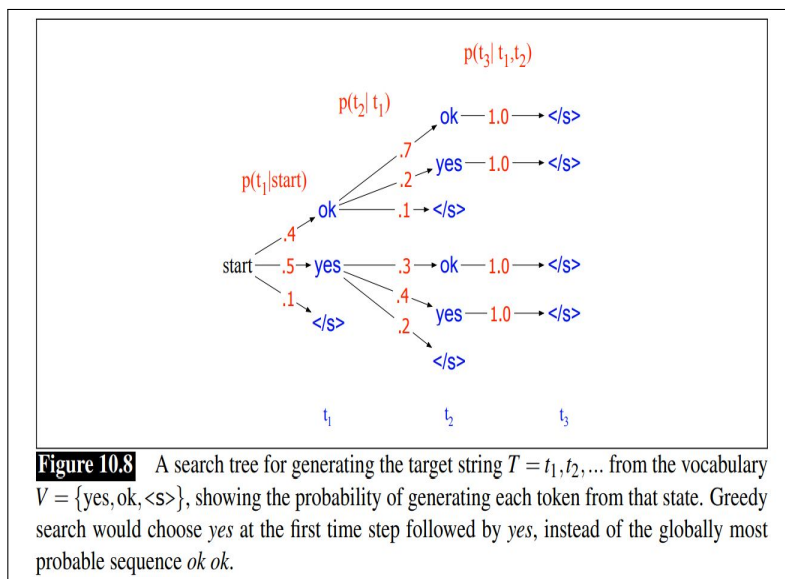 p(t₃| t₁,t₂)
p(t₂| t₁)
ok 1.0 </s>
.7
yes 1.0 </s>
p(t₁|start) .2
ok .1 </s>
.4
start .5 yes .3 ok 1.0 </s>
.1 .4
</s> yes 1.0 </s>
.2
</s>
t₁ t₂ t₃
Figure 10.8 A search tree for generating the target string T = t₁,t₂,... from the vocabulary
V = {yes,ok,<s>}, showing the probability of generating each token from that state. Greedy
search would choose yes at the first time step followed by yes, instead of the globally most
probable sequence ok ok.